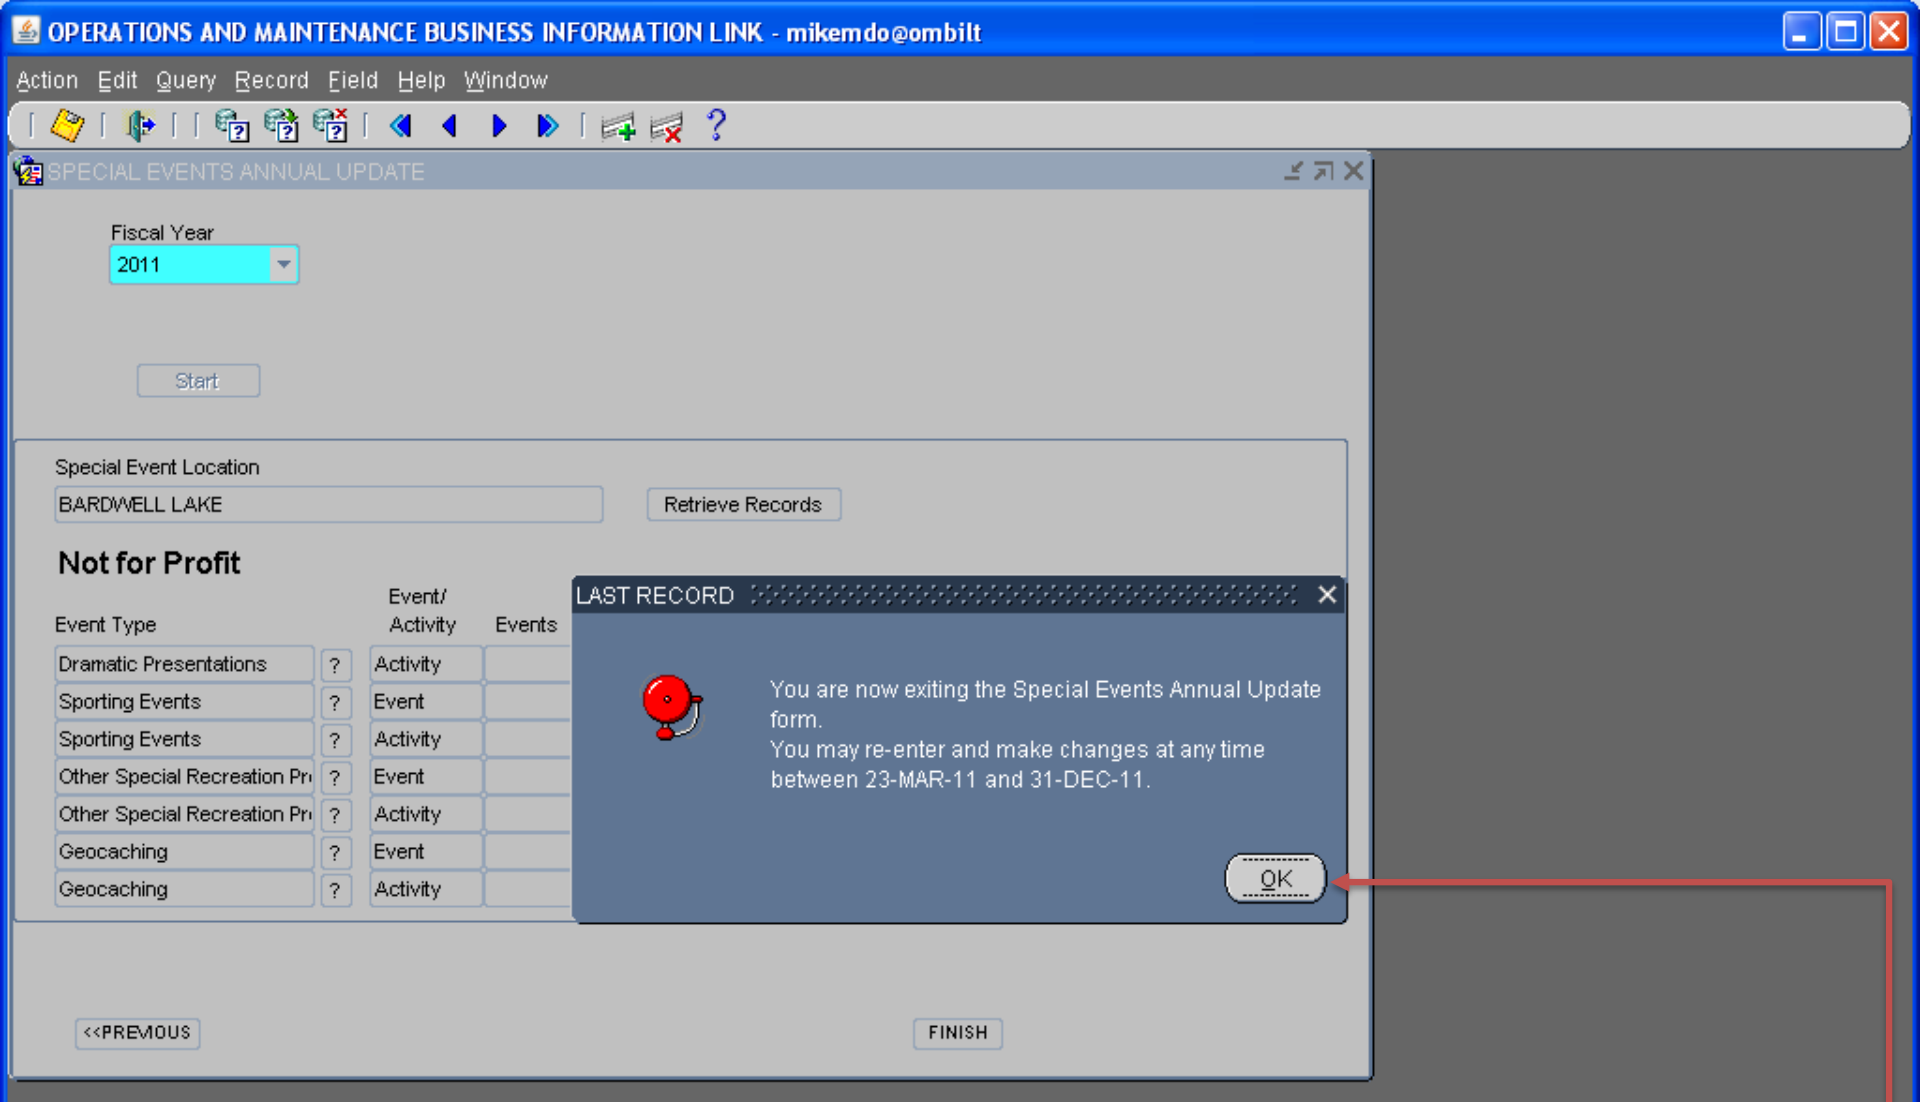 OPERATIONS AND MAINTENANCE BUSINESS INFORMATION LINK - mikemdo@ombilt
Action Edit Query Record Field Help Window
SPECIAL EVENTS ANNUAL UPDATE
Fiscal Year
2011
Start
Special Event Location
BARDWELL LAKE
Retrieve Records
Not for Profit
Event Type
Event/
Activity
Events
Dramatic Presentations ? Activity
Sporting Events ? Event
Sporting Events ? Activity
Other Special Recreation Pr ? Event
Other Special Recreation Pr ? Activity
Geocaching ? Event
Geocaching ? Activity
LAST RECORD
You are now exiting the Special Events Annual Update
form.
You may re-enter and make changes at any time
between 23-MAR-11 and 31-DEC-11.
OK
<<PREVIOUS
FINISH